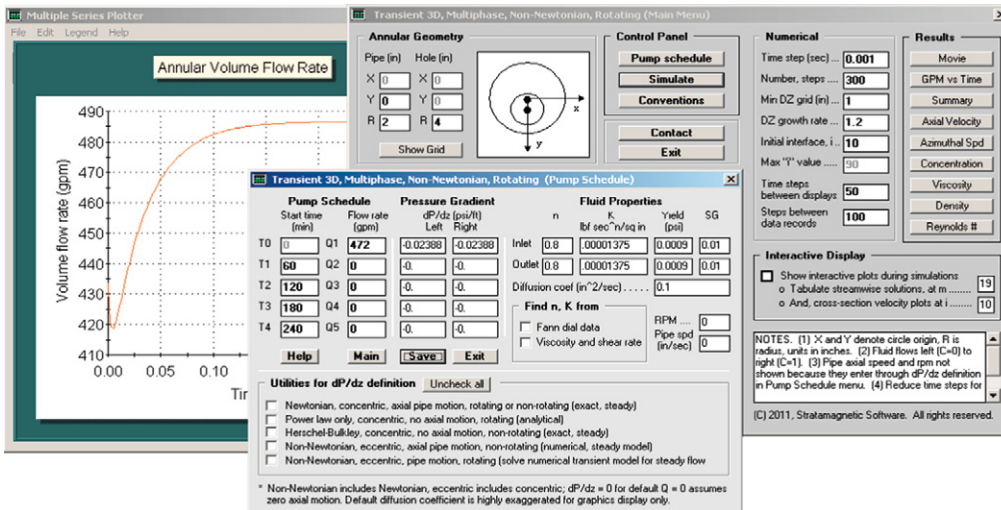 Multiple Series Plotter
File Edit Legend Help
Annular Volume Flow Rate
Volume flow rate (gpm)
490
480
470
460
450
440
430
420
410
0.00 0.05 0.10 0.15 0.20
Transient 3D, Multiphase, Non-Newtonian, Rotating (Main Menu)
Annular Geometry
Pipe (in) Hole (in)
X 0 X 0
Y 0 Y 0
R 2 R 4
Show Grid
x
y
Control Panel
Pump schedule
Simulate
Conventions
Contact
Exit
Numerical
Time step (sec) ... 0.001
Number, steps ..... 300
Min DZ grid (in) ... 1
DZ growth rate ... 1.2
Initial interface, i .. 10
Max "i" value ..... 90
Time steps
between displays 50
Steps between
data records 100
Results
Movie
GPM vs Time
Summary
Axial Velocity
Azimuthal Spd
Concentration
Viscosity
Density
Reynolds #
Interactive Display
Show interactive plots during simulations
o Tabulate streamwise solutions, at m ... 19
o And, cross-section velocity plots at i .... 10
NOTES. (1) X and Y denote circle origin, R is
radius, units in inches. (2) Fluid flows left (C=0) to
right (C=1). (3) Pipe axial speed and rpm not
shown because they enter through dP/dz definition
in Pump Schedule menu. (4) Reduce time steps for
(C) 2011, Stratamagnetic Software. All rights reserved.
Transient 3D, Multiphase, Non-Newtonian, Rotating (Pump Schedule)
Pump Schedule Pressure Gradient Fluid Properties
Start time Flow rate dP/dz (psi/ft) n K Yield SG
(min) (gpm) Left Right lbf sec^n/sq in (psi)
T0 0 Q1 472 -0.02388 -0.02388 Inlet 0.8 .00001375 0.0009 0.01
T1 60 Q2 0 -0. -0. Outlet 0.8 .00001375 0.0009 0.01
T2 120 Q3 0 -0. -0. Diffusion coef (in^2/sec) ..... 0.1
T3 180 Q4 0 -0. -0.
T4 240 Q5 0 -0. -0.
Find n, K from
Fann dial data
Viscosity and shear rate
RPM .... 0
Pipe spd
(in/sec) 0
Help Main Save Exit
Utilities for dP/dz definition Uncheck all
Newtonian, concentric, axial pipe motion, rotating or non-rotating (exact, steady)
Power law only, concentric, no axial motion, rotating (analytical)
Herschel-Bulkley, concentric, no axial motion, non-rotating (exact, steady)
Non-Newtonian, eccentric, axial pipe motion, non-rotating (numerical, steady model)
Non-Newtonian, eccentric, pipe motion, rotating (solve numerical transient model for steady flow
* Non-Newtonian includes Newtonian, eccentric includes concentric; dP/dz = 0 for default Q = 0 assumes
zero axial motion. Default diffusion coefficient is highly exaggerated for graphics display only.